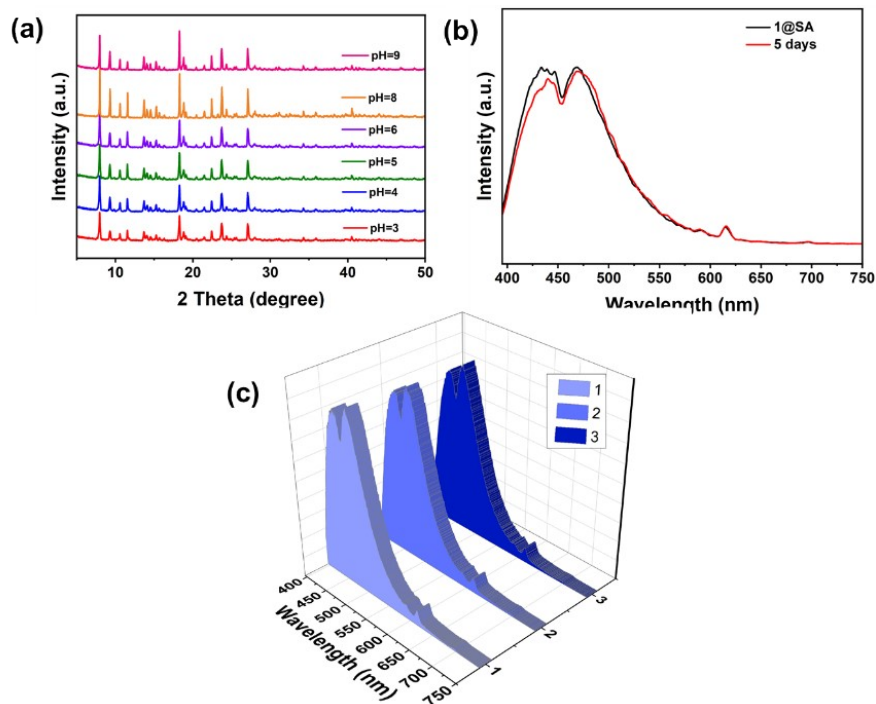 (a)
Intensity (a.u.)
pH=9
pH=8
pH=6
pH=5
pH=4
pH=3
10 20 30 40 50
2 Theta (degree)
(b)
Intensity (a.u.)
1@SA
5 days
400 450 500 550 600 650 700 750
Wavelength (nm)
(c)
1
2
3
400 450 500 550 600 650 700 750
Wavelength (nm)
1 2 3